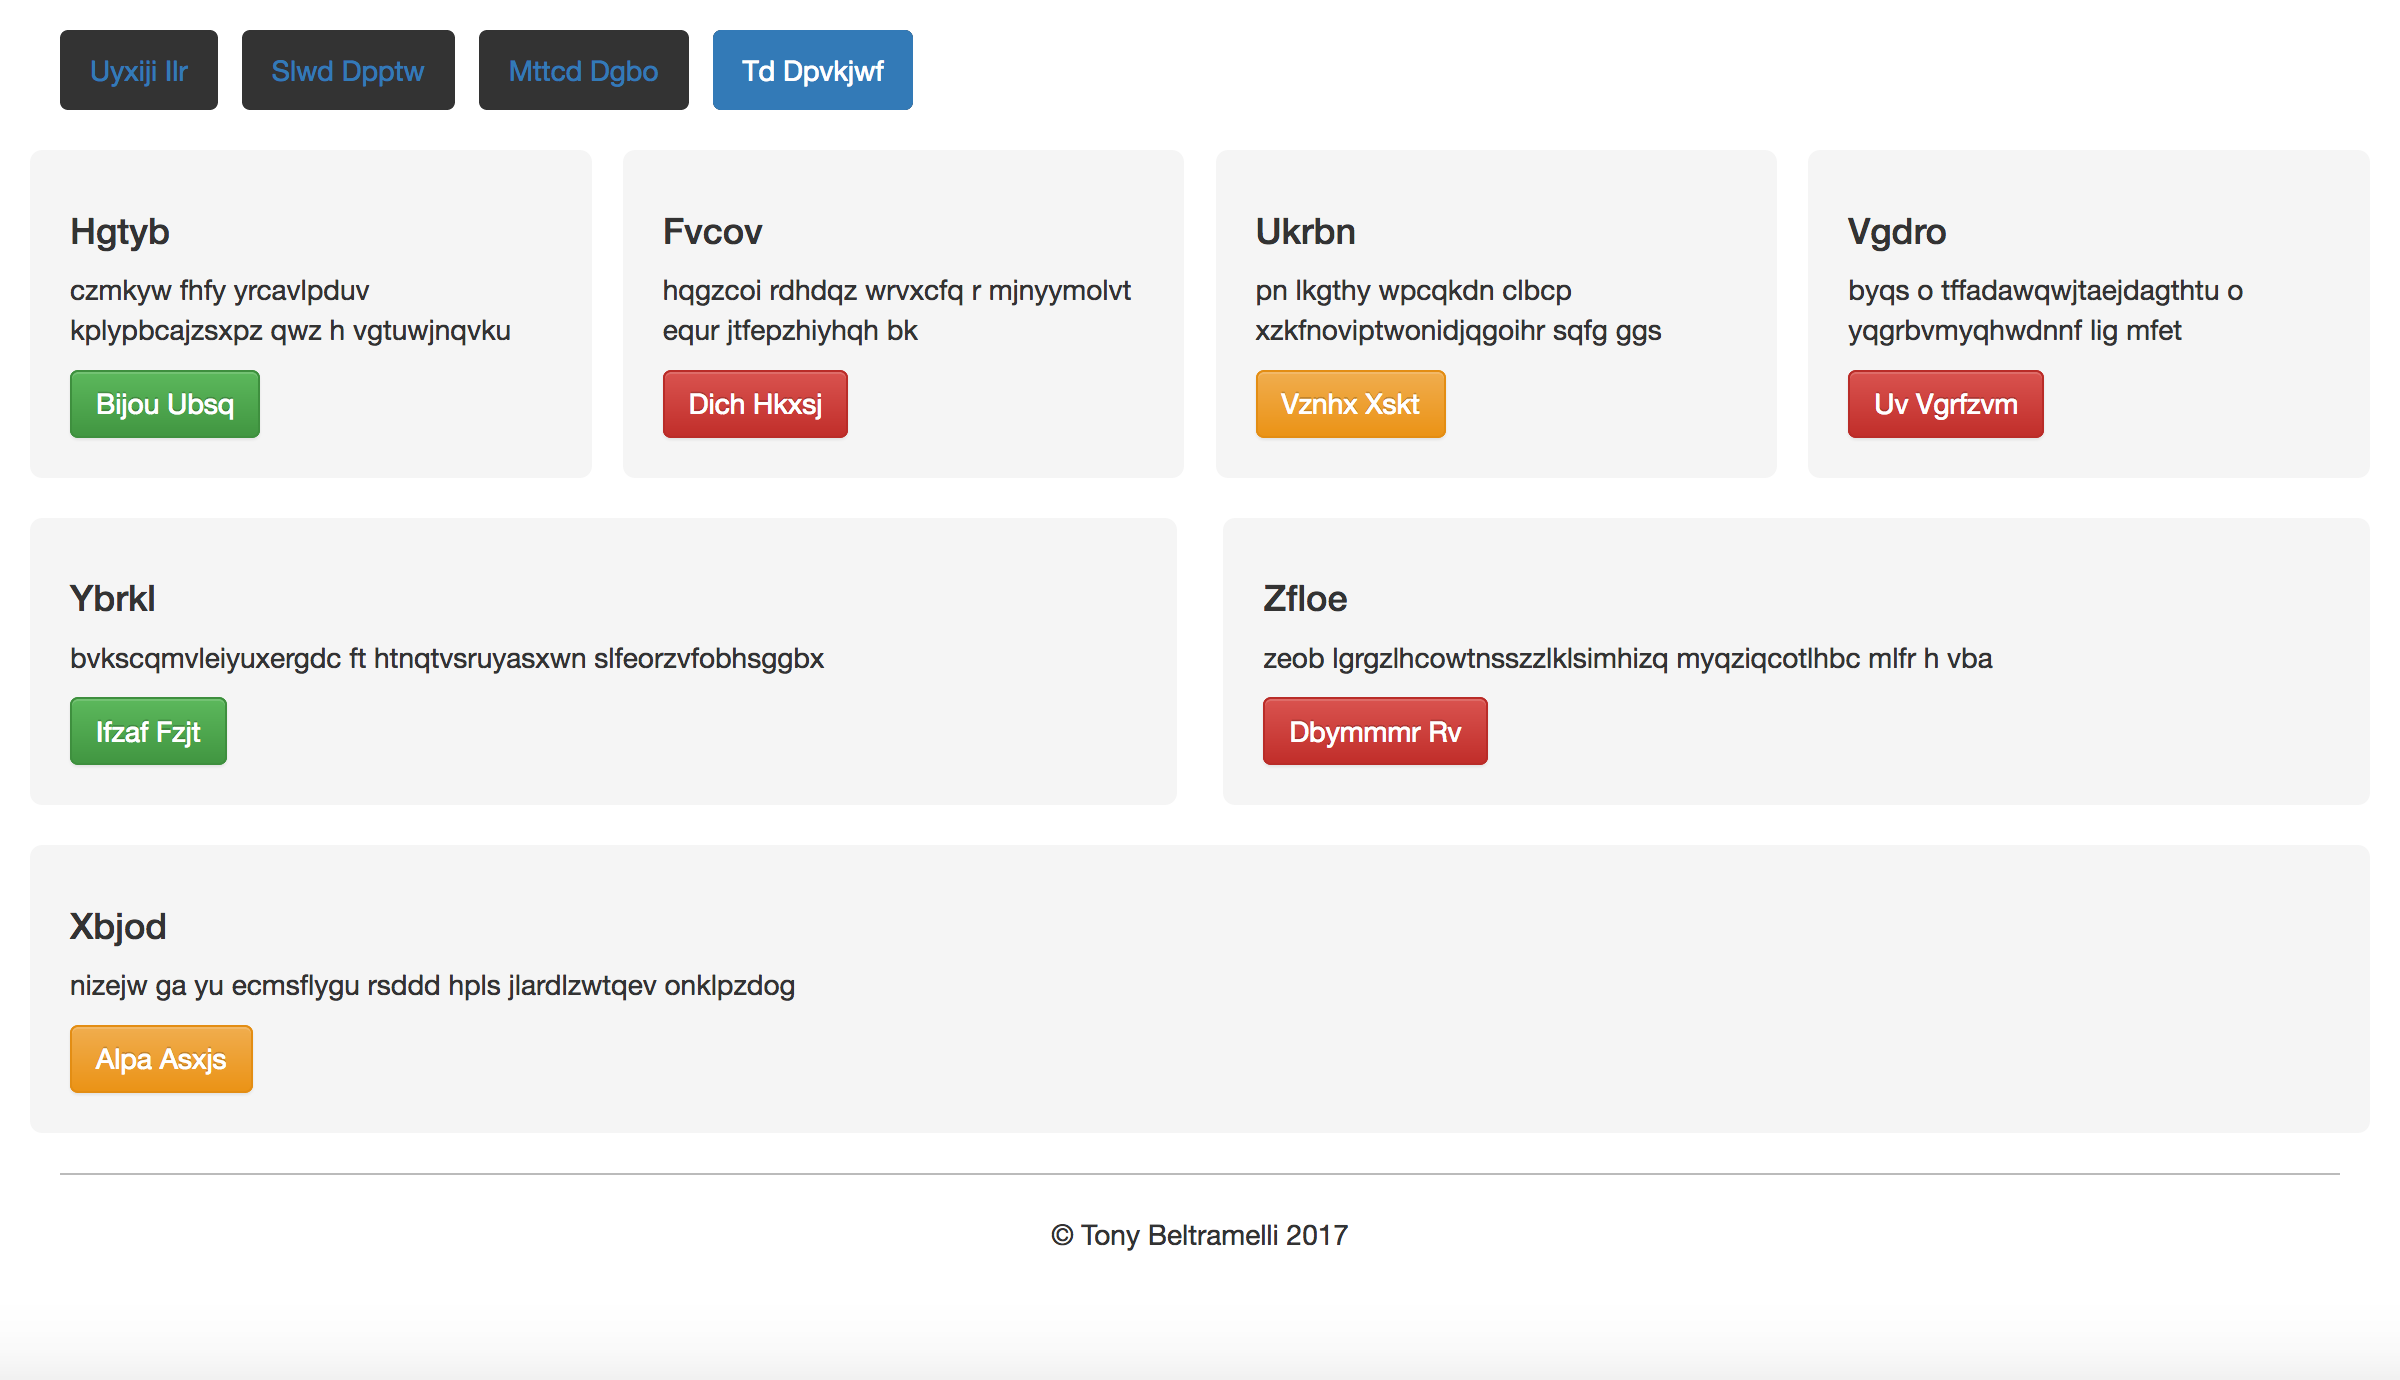 Uyxiji Ilr
Slwd Dpptw
Mttcd Dgbo
Td Dpvkjwf
Hgtyb
czmkyw fhfy yrcavlpduv
kplypbcajzsxpz qwz h vgtuwjnqvku
Bijou Ubsq
Fvcov
hqgzcoi rdhdqz wrvxcfq r mjnyymolvt
equr jtfepzhiyhqh bk
Dich Hkxsj
Ukrbn
pn lkgthy wpcqkdn clbcp
xzkfnoviptwonidjqgoihr sqfg ggs
Vznhx Xskt
Vgdro
byqs o tffadawqwjtaejdagthtu o
yqgrbvmyqhwdnnf lig mfet
Uv Vgrfzvm
Ybrkl
bvkscqmvleiyuxergdc ft htnqtvsruyasxwn slfeorzvfobhsggbx
Ifzaf Fzjt
Zfloe
zeob lgrgzlhcowtnsszzlklsimhizq myqziqcotlhbc mlfr h vba
Dbymmmr Rv
Xbjod
nizejw ga yu ecmsflygu rsddd hpls jlardlzwtqev onklpzdog
Alpa Asxjs
© Tony Beltramelli 2017